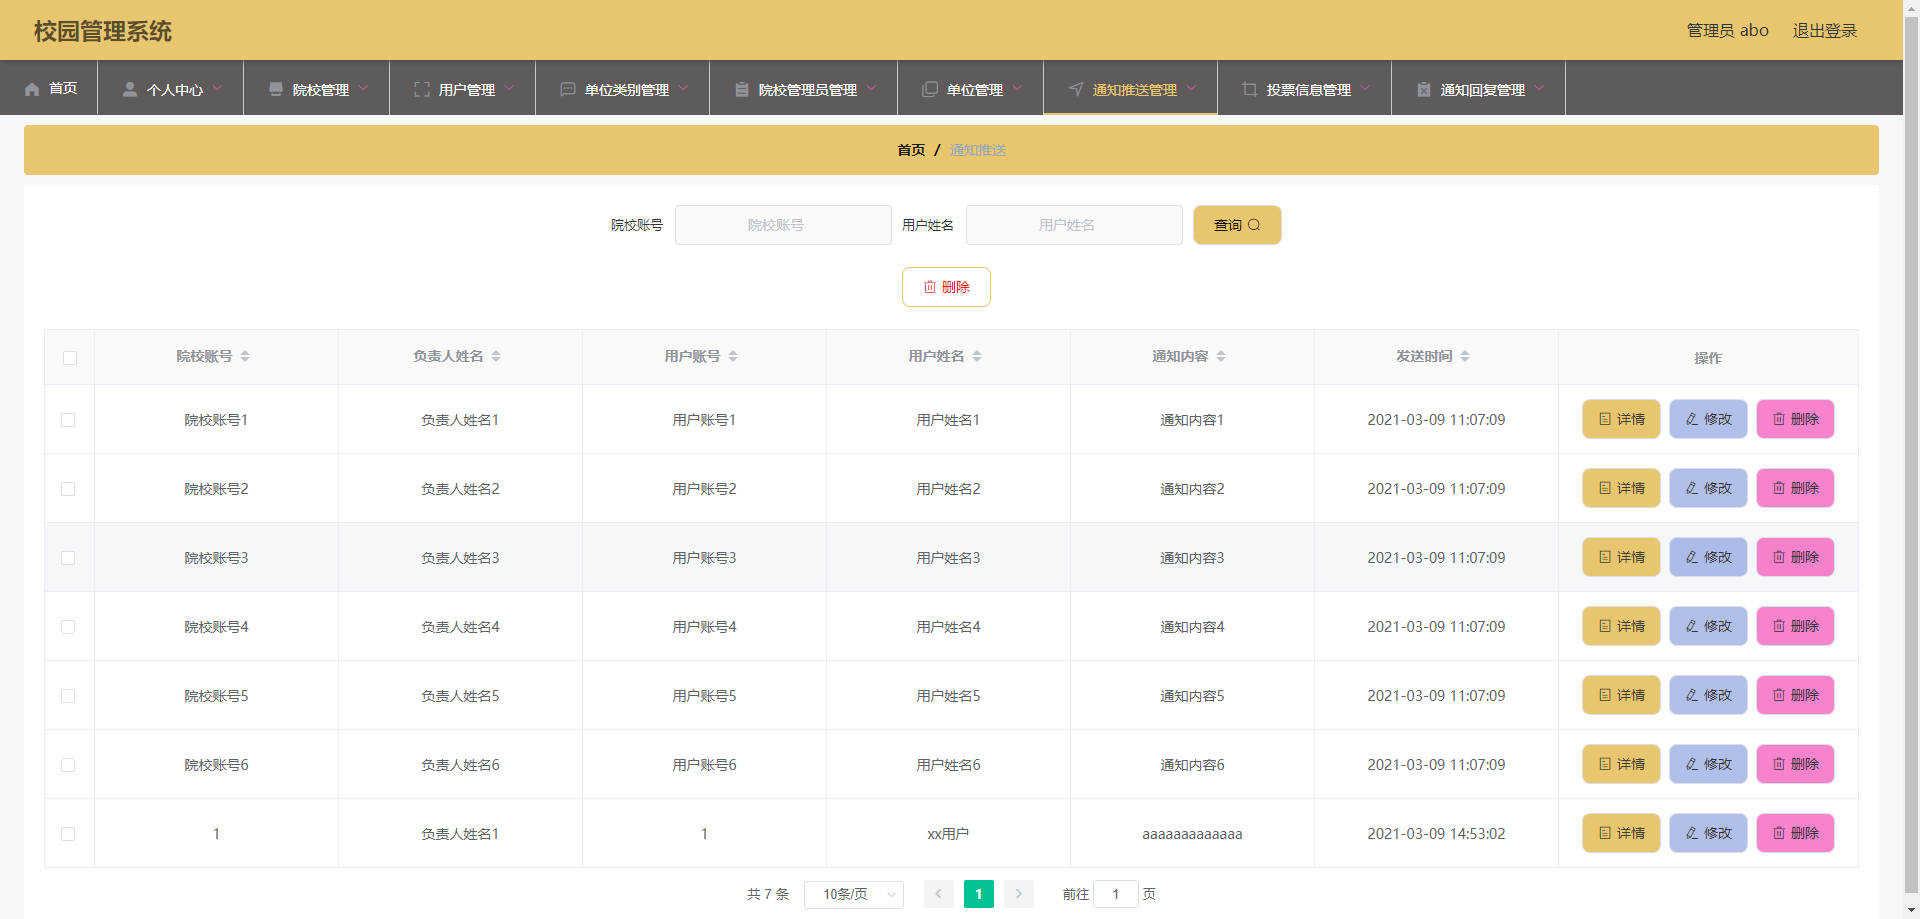 校园管理系统 管理员 abo 退出登录
首页 个人中心 院校管理 用户管理 单位类别管理 院校管理员管理 单位管理 通知推送管理 投票信息管理 通知回复管理
首页 / 通知推送
院校账号 院校账号 用户姓名 用户姓名 查询
删除
院校账号 负责人姓名 用户账号 用户姓名 通知内容 发送时间 操作
院校账号1 负责人姓名1 用户账号1 用户姓名1 通知内容1 2021-03-09 11:07:09 详情 修改 删除
院校账号2 负责人姓名2 用户账号2 用户姓名2 通知内容2 2021-03-09 11:07:09 详情 修改 删除
院校账号3 负责人姓名3 用户账号3 用户姓名3 通知内容3 2021-03-09 11:07:09 详情 修改 删除
院校账号4 负责人姓名4 用户账号4 用户姓名4 通知内容4 2021-03-09 11:07:09 详情 修改 删除
院校账号5 负责人姓名5 用户账号5 用户姓名5 通知内容5 2021-03-09 11:07:09 详情 修改 删除
院校账号6 负责人姓名6 用户账号6 用户姓名6 通知内容6 2021-03-09 11:07:09 详情 修改 删除
1 负责人姓名1 1 xx用户 aaaaaaaaaaaaa 2021-03-09 14:53:02 详情 修改 删除
共 7 条 10条/页 1 前往 1 页